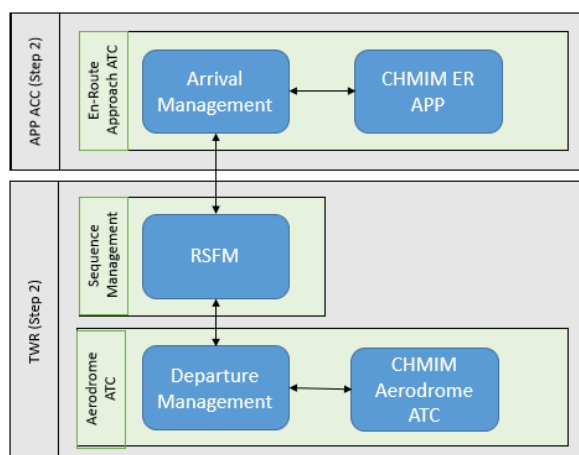 APP ACC (Step 2)
En-Route
Approach ATC
Arrival
Management
CHMIM ER
APP
TWR (Step 2)
Sequence
Management
RSFM
Aerodrome
ATC
Departure
Management
CHMIM
Aerodrome
ATC